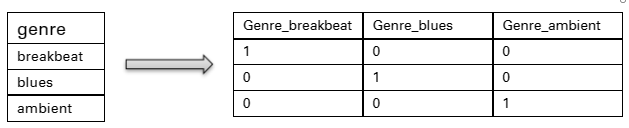 genre
breakbeat
blues
ambient
Genre_breakbeat Genre_blues Genre_ambient
1 0 0
0 1 0
0 0 1